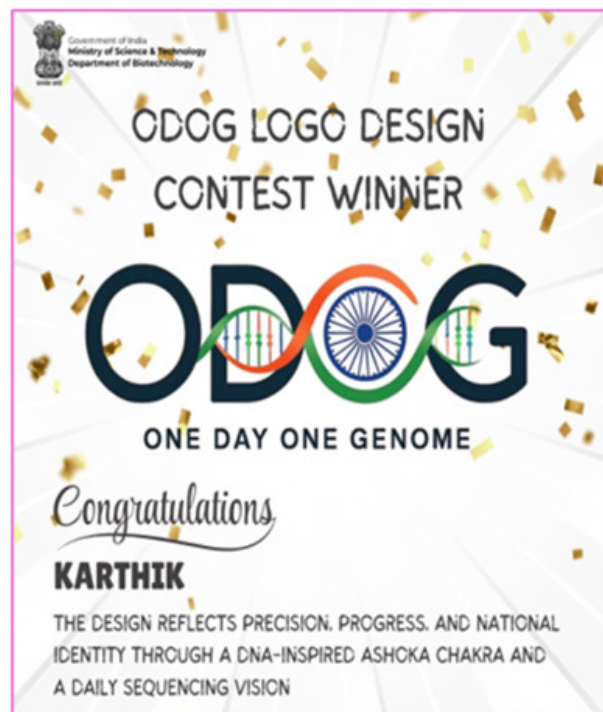 Government of India
Ministry of Science & Technology
Department of Biotechnology
ODOG LOGO DESIGN
CONTEST WINNER
ODOG
ONE DAY ONE GENOME
Congratulations
KARTHIK
THE DESIGN REFLECTS PRECISION, PROGRESS, AND NATIONAL
IDENTITY THROUGH A DNA-INSPIRED ASHOKA CHAKRA AND
A DAILY SEQUENCING VISION